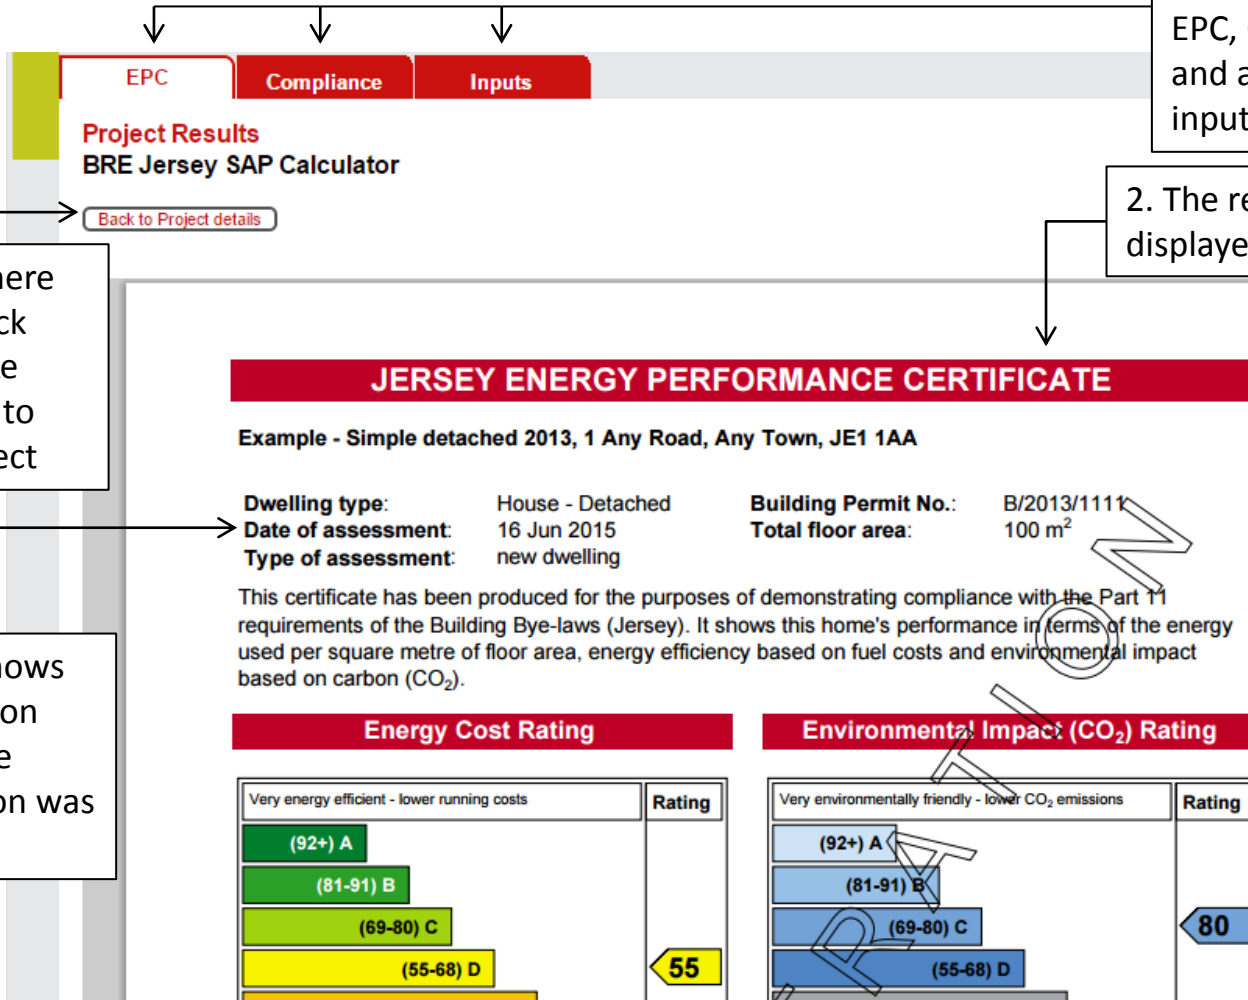 EPC,
and
input
EPC
Compliance
Inputs
Project Results
BRE Jersey SAP Calculator
Back to Project details
2. The re
displaye
here
ck
e
to
ect
JERSEY ENERGY PERFORMANCE CERTIFICATE
Example - Simple detached 2013, 1 Any Road, Any Town, JE1 1AA
Dwelling type: House - Detached Building Permit No.: B/2013/1111
Date of assessment: 16 Jun 2015 Total floor area: 100 m²
Type of assessment: new dwelling
This certificate has been produced for the purposes of demonstrating compliance with the Part 11
requirements of the Building Bye-laws (Jersey). It shows this home's performance in terms of the energy
used per square metre of floor area, energy efficiency based on fuel costs and environmental impact
based on carbon (CO₂).
hows
on
e
on was
Energy Cost Rating
Very energy efficient - lower running costs Rating
(92+) A
(81-91) B
(69-80) C
(55-68) D
55
Environmental Impact (CO₂) Rating
Very environmentally friendly - lower CO₂ emissions Rating
(92+) A
(81-91) B
(69-80) C
80
(55-68) D
RATION